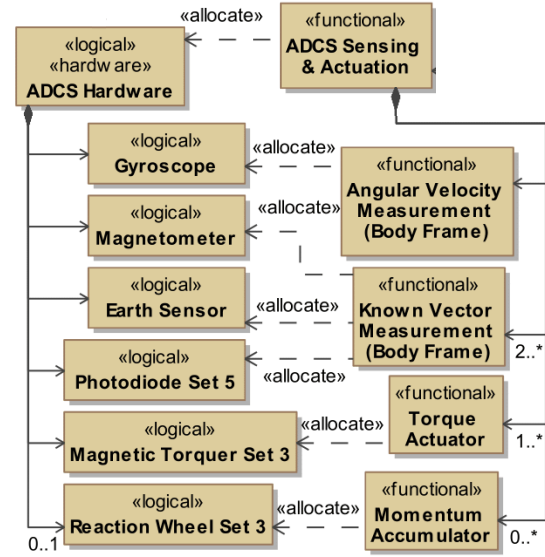 «allocate»
«functional»
ADCS Sensing
& Actuation
«logical»
«hardware»
ADCS Hardware
«logical»
Gyroscope
«allocate»
«functional»
Angular Velocity
Measurement
(Body Frame)
«logical»
Magnetometer
«allocate»
«logical»
Earth Sensor
«allocate»
«functional»
Known Vector
Measurement
(Body Frame)
2..*
«logical»
Photodiode Set 5
«allocate»
«logical»
Magnetic Torquer Set 3
«allocate»
«functional»
Torque
Actuator
1..*
«logical»
Reaction Wheel Set 3
0..1
«allocate»
«functional»
Momentum
Accumulator
0..*